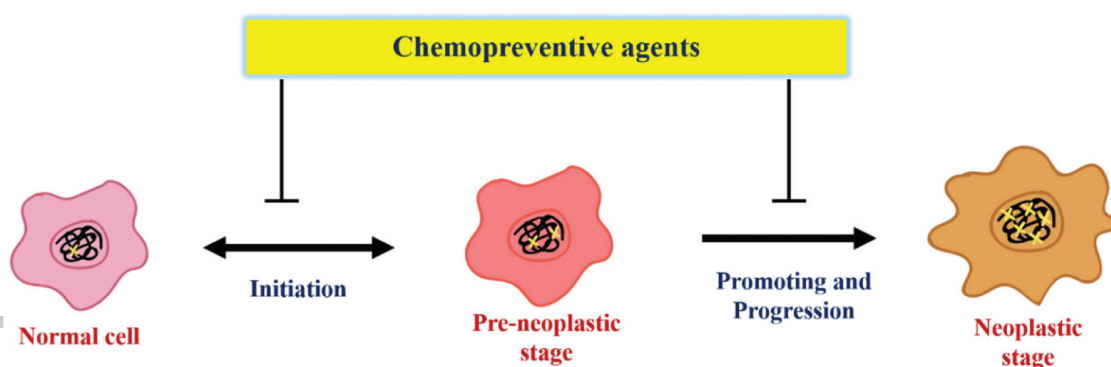 Chemopreventive agents
Initiation
Promoting and
Progression
Normal cell
Pre-neoplastic
stage
Neoplastic
stage